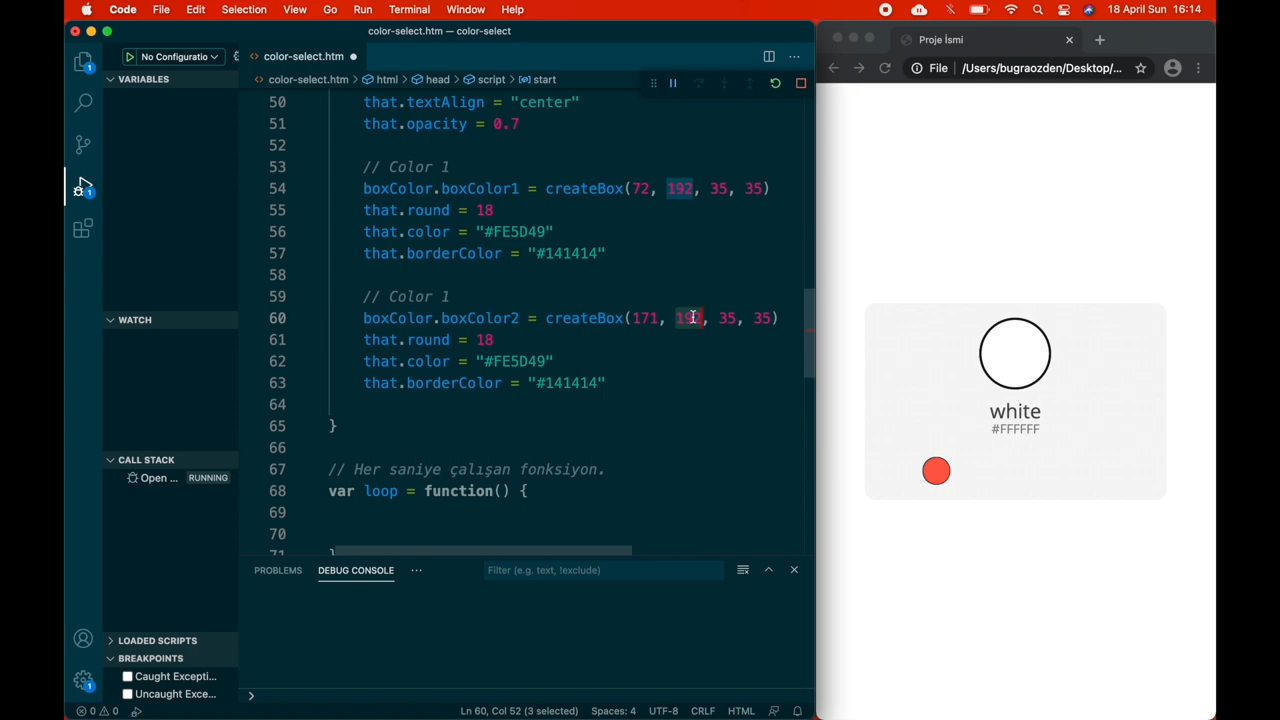 Code File Edit Selection View Go Run Terminal Window Help 18 April Sun 16:14
color-select.htm — color-select
No Configuratio
color-select.htm
Proje İsmi
color-select.htm > html > head > script > start
File /Users/bugraozden/Desktop/...
VARIABLES
WATCH
CALL STACK
Open ... RUNNING
LOADED SCRIPTS
BREAKPOINTS
Caught Excepti...
Uncaught Exce...
50 that.textAlign = "center"
51 that.opacity = 0.7
52
53 // Color 1
54 boxColor.boxColor1 = createBox(72, 192, 35, 35)
55 that.round = 18
56 that.color = "#FE5D49"
57 that.borderColor = "#141414"
58
59 // Color 1
60 boxColor.boxColor2 = createBox(171, 192, 35, 35)
61 that.round = 18
62 that.color = "#FE5D49"
63 that.borderColor = "#141414"
64
65 }
66
67 // Her saniye çalışan fonksiyon.
68 var loop = function() {
69
70
71 }
PROBLEMS DEBUG CONSOLE ... Filter (e.g. text, !exclude)
1
1
1
0 0 Ln 60, Col 52 (3 selected) Spaces: 4 UTF-8 CRLF HTML
white
#FFFFFF